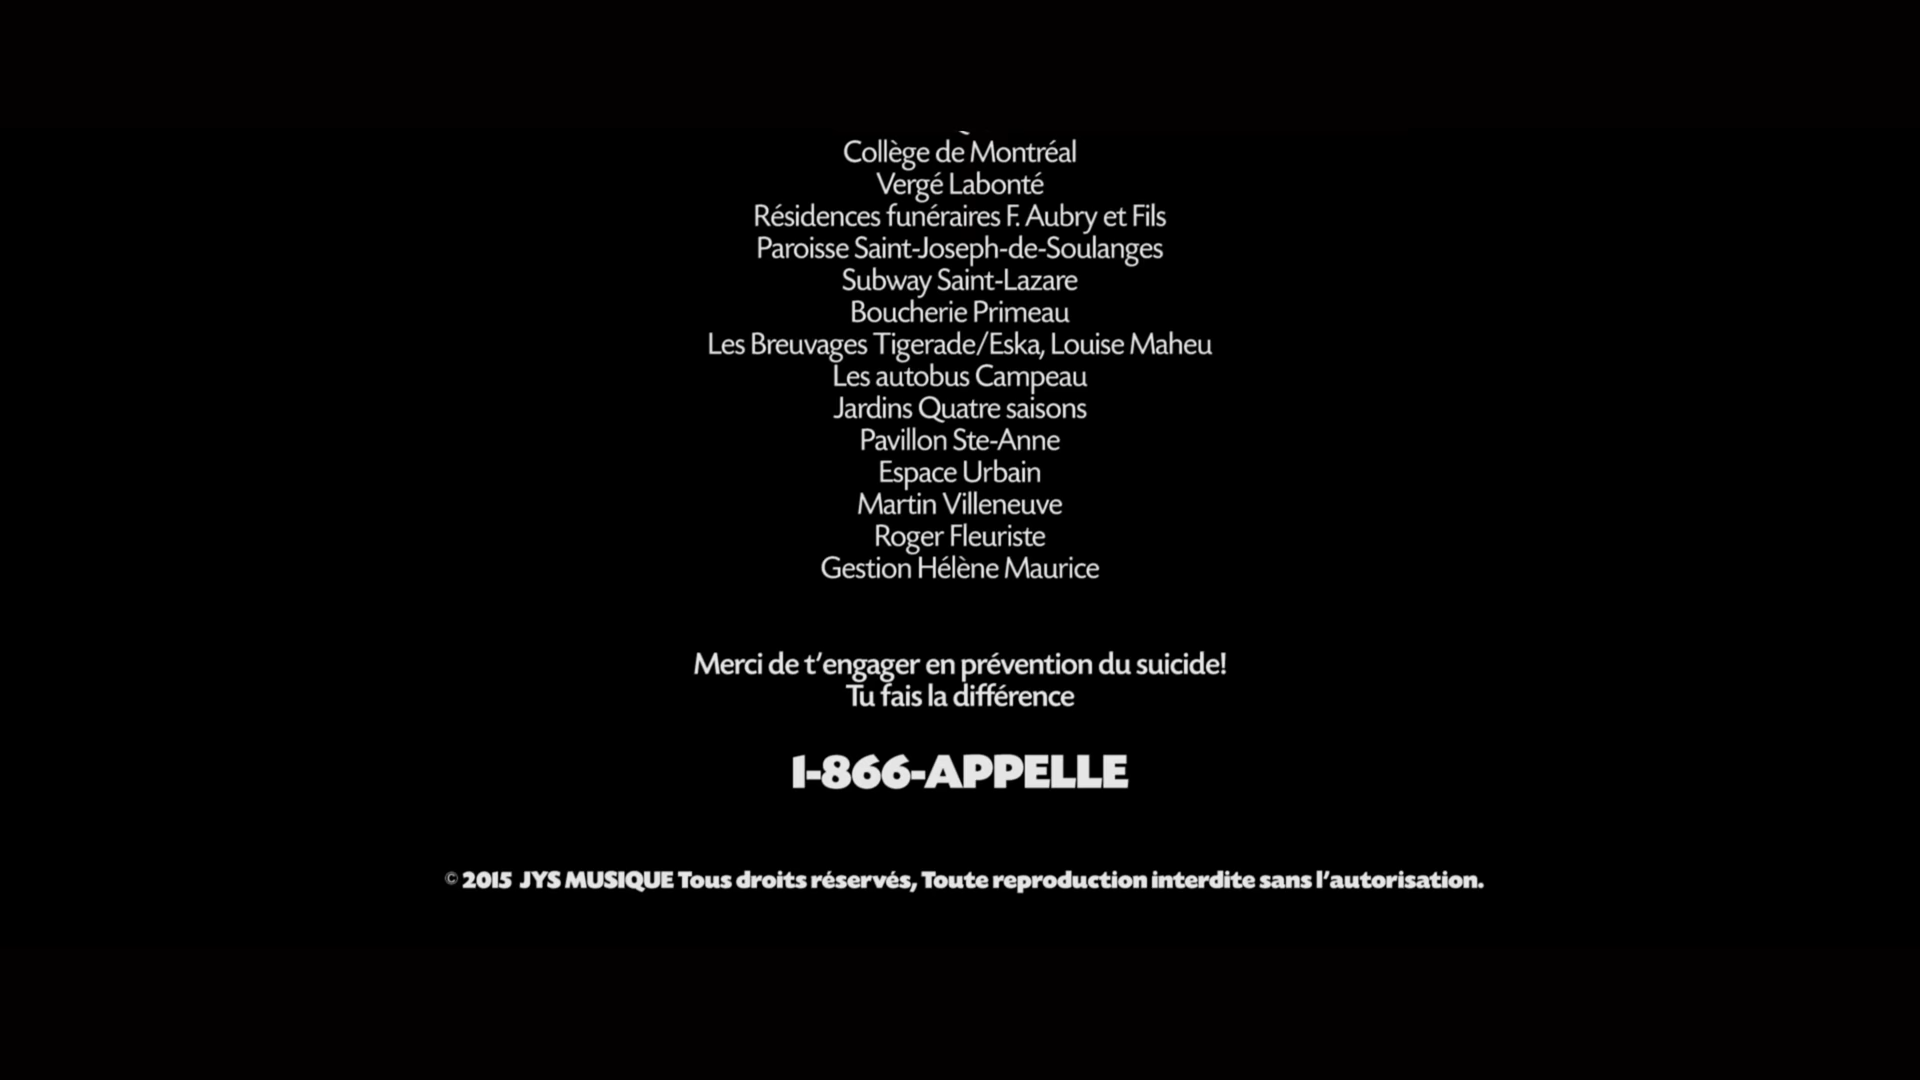 Collège de Montréal
Vergé Labonté
Résidences funéraires F. Aubry et Fils
Paroisse Saint-Joseph-de-Soulanges
Subway Saint-Lazare
Boucherie Primeau
Les Breuvages Tigerade/Eska, Louise Maheu
Les autobus Campeau
Jardins Quatre saisons
Pavillon Ste-Anne
Espace Urbain
Martin Villeneuve
Roger Fleuriste
Gestion Hélène Maurice
Merci de t'engager en prévention du suicide!
Tu fais la différence
1-866-APPELLE
© 2015 JYS MUSIQUE Tous droits réservés, Toute reproduction interdite sans l'autorisation.